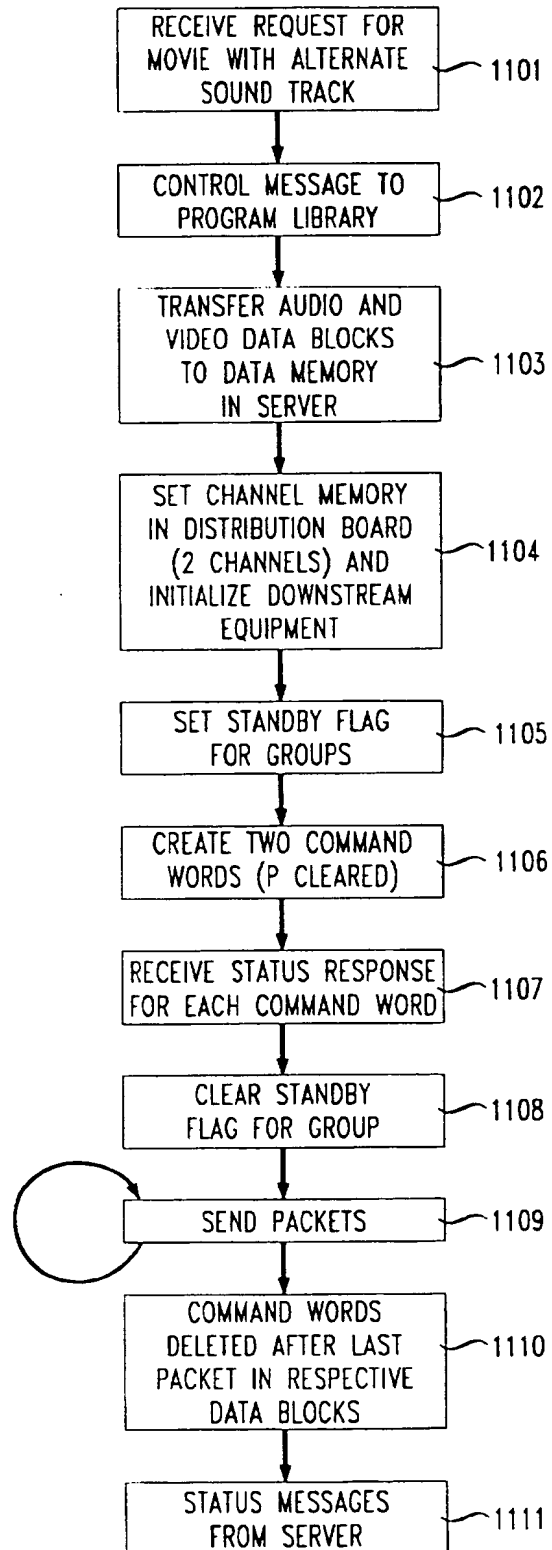 RECEIVE REQUEST FOR
MOVIE WITH ALTERNATE
SOUND TRACK
1101
CONTROL MESSAGE TO
PROGRAM LIBRARY
1102
TRANSFER AUDIO AND
VIDEO DATA BLOCKS
TO DATA MEMORY
IN SERVER
1103
SET CHANNEL MEMORY
IN DISTRIBUTION BOARD
(2 CHANNELS) AND
INITIALIZE DOWNSTREAM
EQUIPMENT
1104
SET STANDBY FLAG
FOR GROUPS
1105
CREATE TWO COMMAND
WORDS (P CLEARED)
1106
RECEIVE STATUS RESPONSE
FOR EACH COMMAND WORD
1107
CLEAR STANDBY
FLAG FOR GROUP
1108
SEND PACKETS
1109
COMMAND WORDS
DELETED AFTER LAST
PACKET IN RESPECTIVE
DATA BLOCKS
1110
STATUS MESSAGES
FROM SERVER
1111